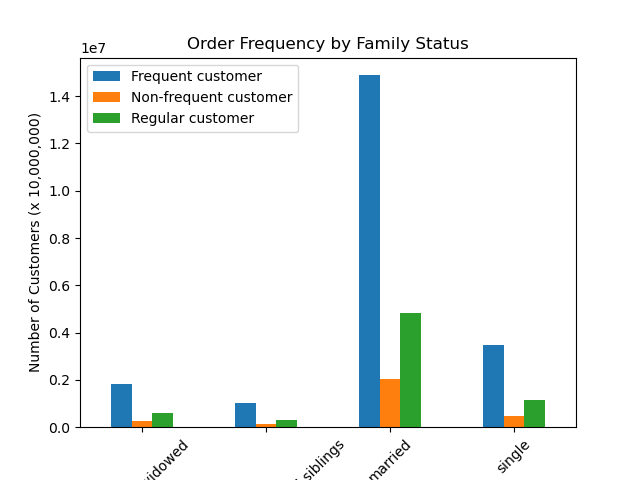 Order Frequency by Family Status
1e7
Frequent customer
Non-frequent customer
Regular customer
Number of Customers (x 10,000,000)
1.4
1.2
1.0
0.8
0.6
0.4
0.2
0.0
siblings
married
single